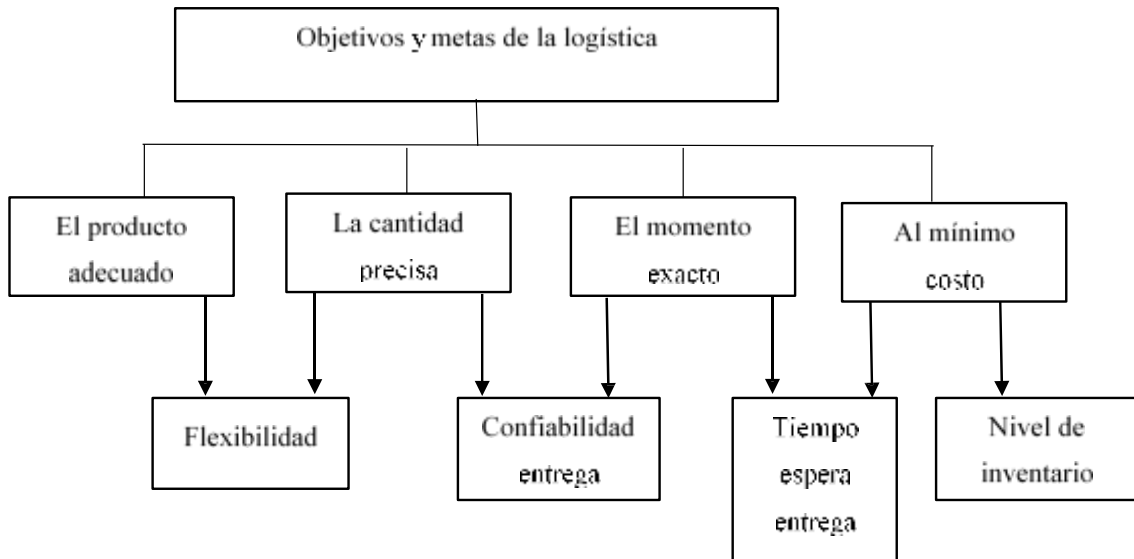 Objetivos y metas de la logística
El producto
adecuado
La cantidad
precisa
El momento
exacto
Al mínimo
costo
Flexibilidad
Confiabilidad
entrega
Tiempo
espera
entrega
Nivel de
inventario